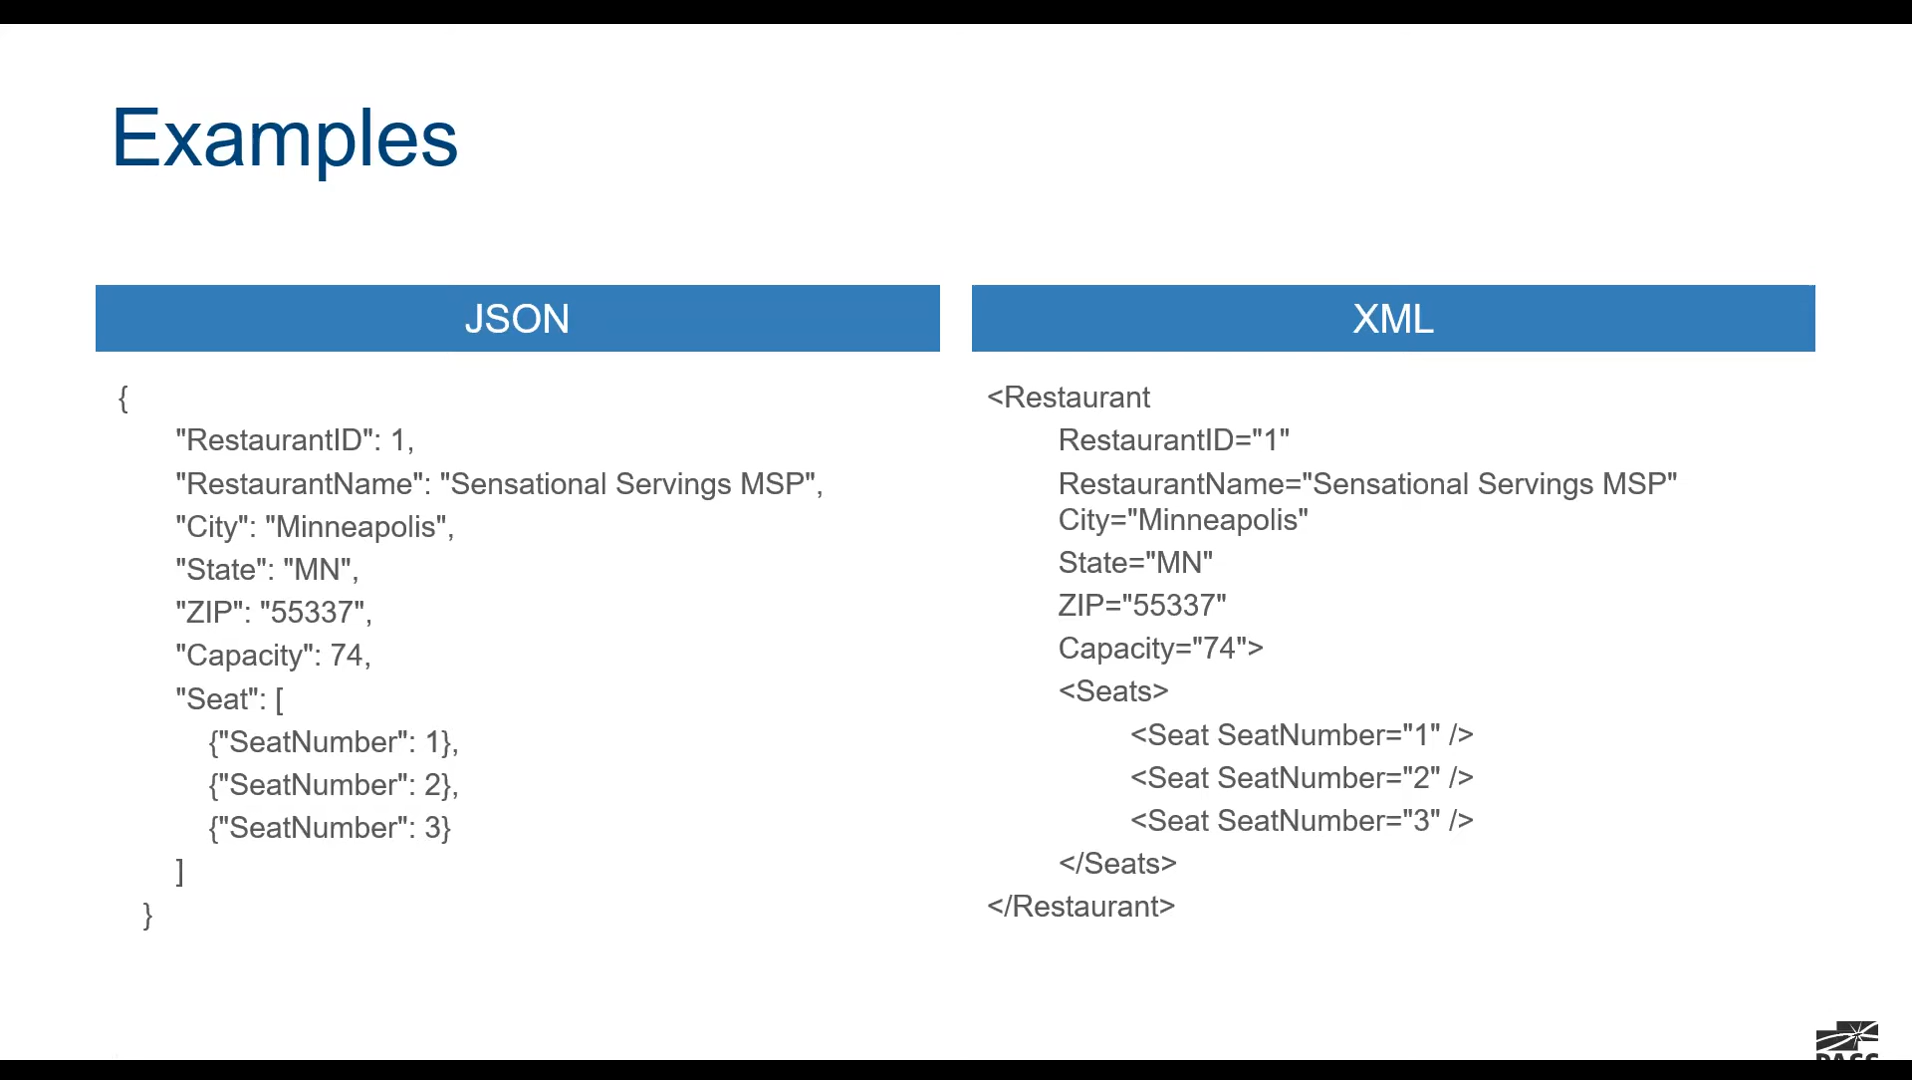 Examples
JSON
{
"RestaurantID": 1,
"RestaurantName": "Sensational Servings MSP",
"City": "Minneapolis",
"State": "MN",
"ZIP": "55337",
"Capacity": 74,
"Seat": [
{"SeatNumber": 1},
{"SeatNumber": 2},
{"SeatNumber": 3}
]
}
XML
<Restaurant
RestaurantID="1"
RestaurantName="Sensational Servings MSP"
City="Minneapolis"
State="MN"
ZIP="55337"
Capacity="74">
<Seats>
<Seat SeatNumber="1" />
<Seat SeatNumber="2" />
<Seat SeatNumber="3" />
</Seats>
</Restaurant>
PASS